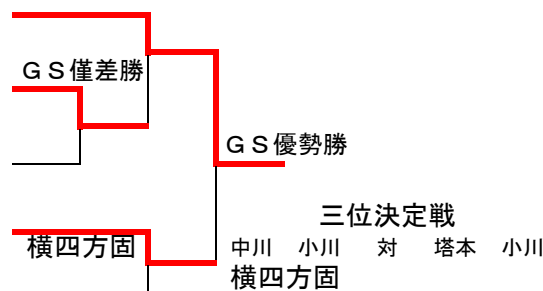 ＧＳ僅差勝
ＧＳ優勢勝
三位決定戦
横四方固
中川　小川　対　塔本　小川
横四方固